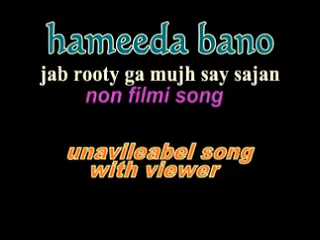 hameeda bano
jab rooty ga mujh say sajan
non filmi song
unavileabel song
with viewer